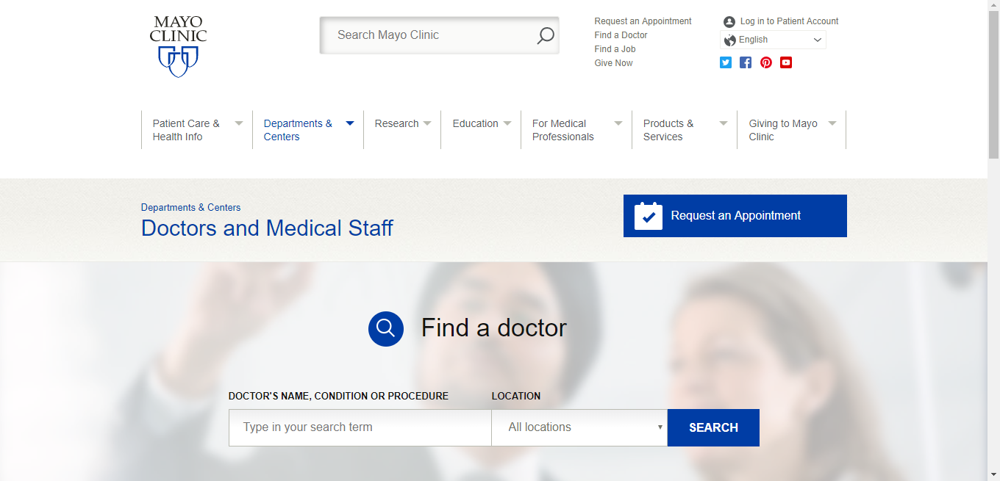 MAYO
CLINIC
Search Mayo Clinic
Request an Appointment
Find a Doctor
Find a Job
Give Now
Log in to Patient Account
English
Patient Care &
Health Info
Departments &
Centers
Research
Education
For Medical
Professionals
Products &
Services
Giving to Mayo
Clinic
Departments & Centers
Doctors and Medical Staff
Request an Appointment
Find a doctor
DOCTOR'S NAME, CONDITION OR PROCEDURE
LOCATION
Type in your search term
All locations
SEARCH